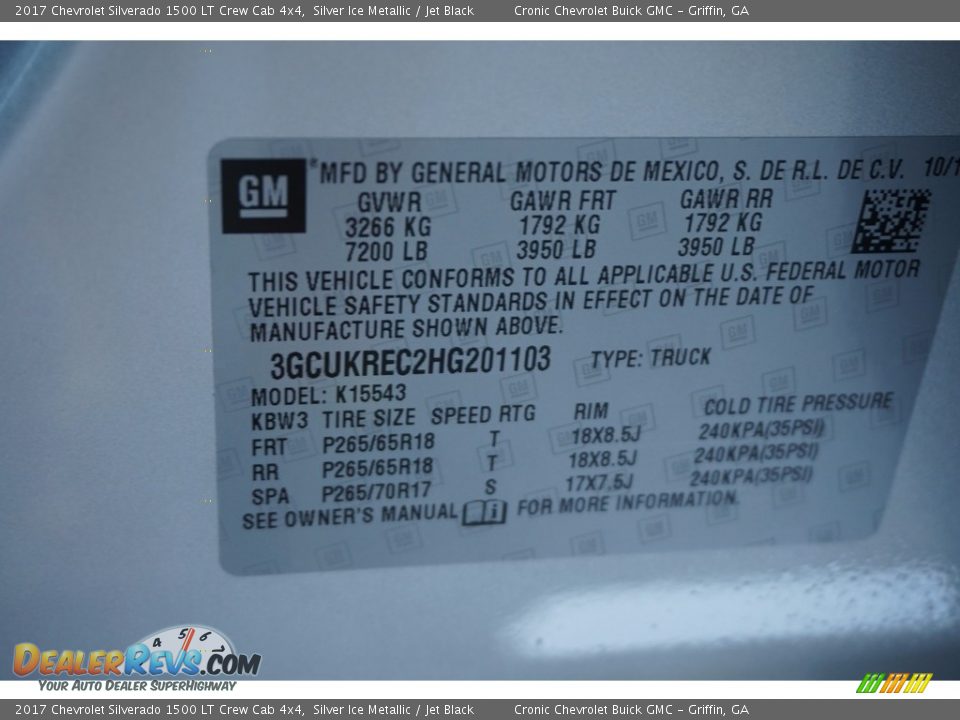 2017 Chevrolet Silverado 1500 LT Crew Cab 4x4, Silver Ice Metallic / Jet Black Cronic Chevrolet Buick GMC – Griffin, GA
GM *MFD BY GENERAL MOTORS DE MEXICO, S. DE R.L. DE C.V. 10/1
GVWR GAWR FRT GAWR RR
3266 KG 1792 KG 1792 KG
7200 LB 3950 LB 3950 LB
THIS VEHICLE CONFORMS TO ALL APPLICABLE U.S. FEDERAL MOTOR
VEHICLE SAFETY STANDARDS IN EFFECT ON THE DATE OF
MANUFACTURE SHOWN ABOVE.
3GCUKREC2HG201103 TYPE: TRUCK
MODEL: K15543
KBW3 TIRE SIZE SPEED RTG RIM COLD TIRE PRESSURE
FRT P265/65R18 T 18X8.5J 240KPA(35PSI)
RR P265/65R18 T 18X8.5J 240KPA(35PSI)
SPA P265/70R17 S 17X7.5J 240KPA(35PSI)
SEE OWNER'S MANUAL i FOR MORE INFORMATION.
4 5 6
DEALERREVS.COM
YOUR AUTO DEALER SUPERHIGHWAY
2017 Chevrolet Silverado 1500 LT Crew Cab 4x4, Silver Ice Metallic / Jet Black Cronic Chevrolet Buick GMC – Griffin, GA